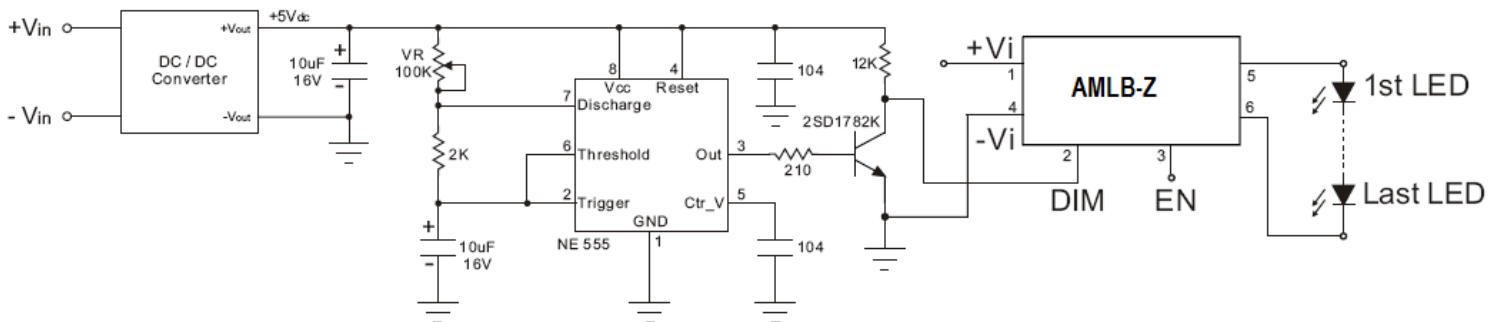 +Vin
-Vin
+Vout
DC / DC
Converter
-Vout
+5Vdc
+
10uF
16V
-
VR
100K
2K
+
10uF
16V
-
8
4
Vcc
Reset
7
Discharge
6
Threshold
Out
3
2
Trigger
Ctr_V
5
GND
NE 555
1
104
104
210
12K
2SD1782K
+Vi
1
4
-Vi
AMLB-Z
2
3
DIM
EN
5
6
1st LED
Last LED